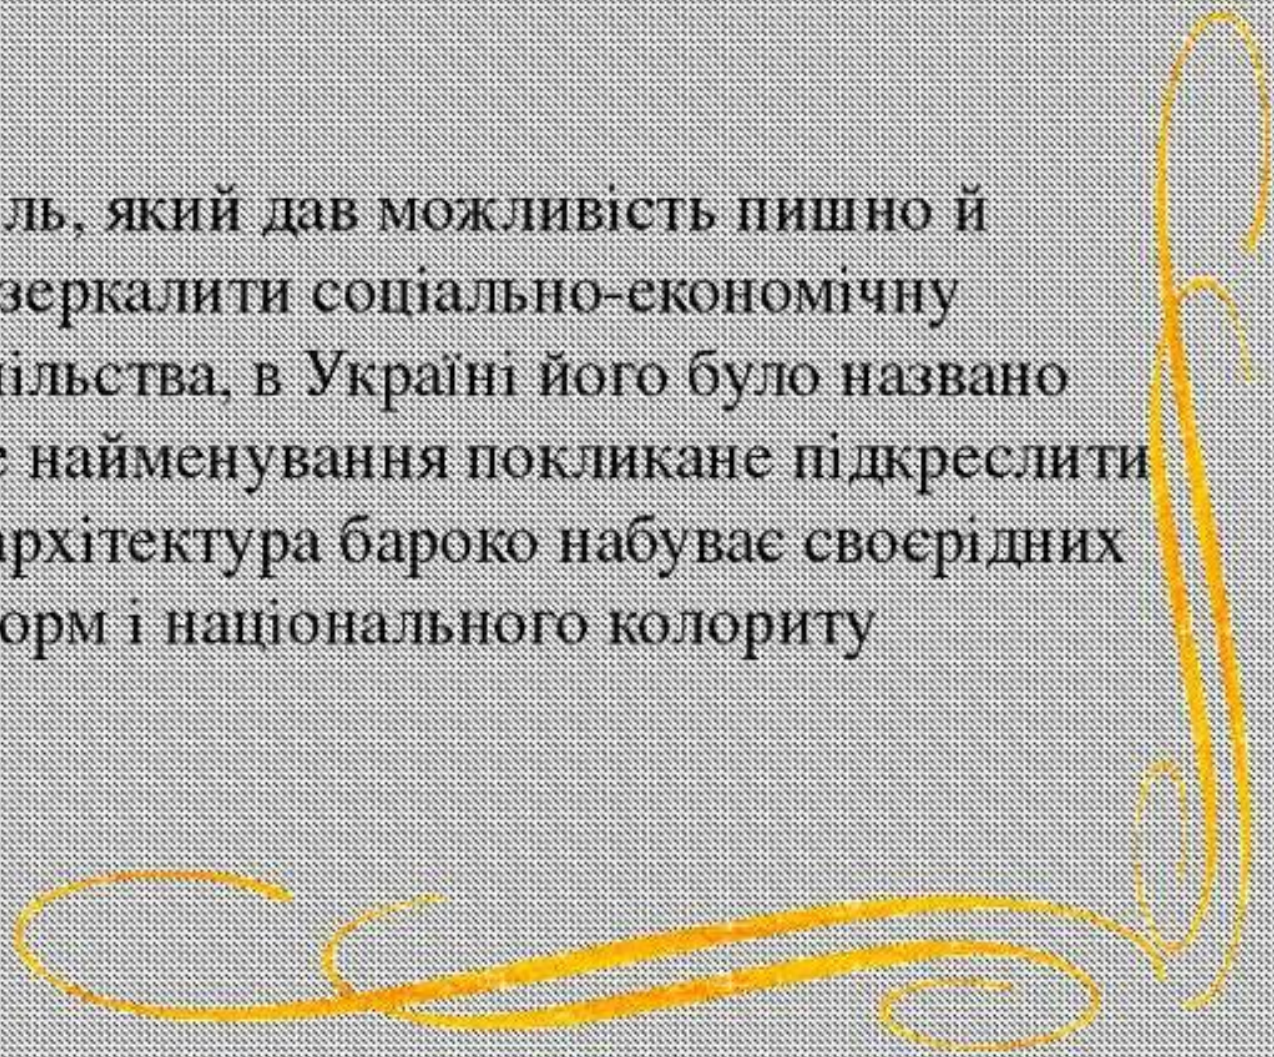 ль, який дав можливість пишно й
зеркалити соціально-економічну
ільства, в Україні його було названо
е найменування покликане підкреслити
архітектура бароко набуває своєрідних
орм і національного колориту